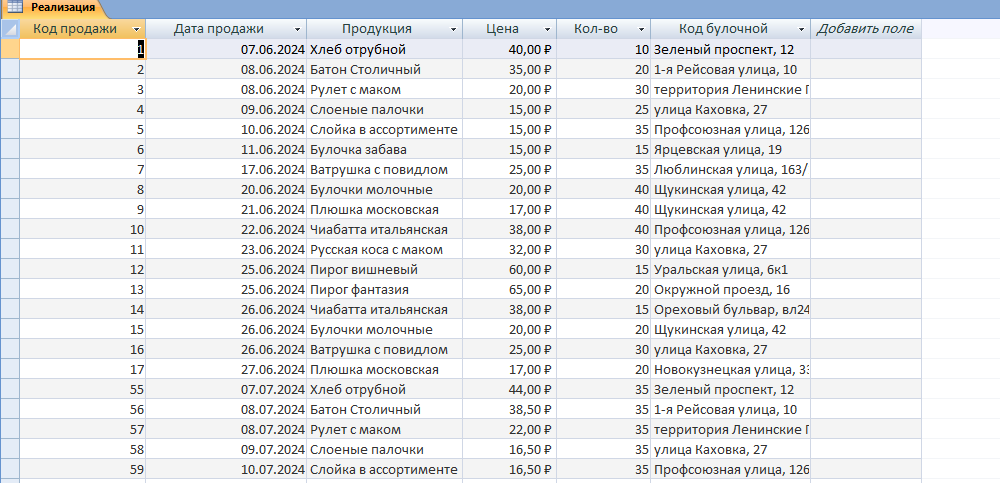 Реализация
Код продажи Дата продажи Продукция Цена Кол-во Код булочной Добавить поле
1 07.06.2024 Хлеб отрубной 40,00 ₽ 10 Зеленый проспект, 12
2 08.06.2024 Батон Столичный 35,00 ₽ 20 1-я Рейсовая улица, 10
3 08.06.2024 Рулет с маком 20,00 ₽ 30 территория Ленинские
4 09.06.2024 Слоеные палочки 15,00 ₽ 25 улица Каховка, 27
5 10.06.2024 Слойка в ассортименте 15,00 ₽ 35 Профсоюзная улица, 126
6 11.06.2024 Булочка забава 15,00 ₽ 15 Ярцевская улица, 19
7 17.06.2024 Ватрушка с повидлом 25,00 ₽ 35 Люблинская улица, 163/
8 20.06.2024 Булочки молочные 20,00 ₽ 40 Щукинская улица, 42
9 21.06.2024 Плюшка московская 17,00 ₽ 40 Щукинская улица, 42
10 22.06.2024 Чиабатта итальянская 38,00 ₽ 40 Профсоюзная улица, 126
11 23.06.2024 Русская коса с маком 32,00 ₽ 30 улица Каховка, 27
12 25.06.2024 Пирог вишневый 60,00 ₽ 15 Уральская улица, 6к1
13 25.06.2024 Пирог фантазия 65,00 ₽ 20 Окружной проезд, 16
14 26.06.2024 Чиабатта итальянская 38,00 ₽ 15 Ореховый бульвар, вл24
15 26.06.2024 Булочки молочные 20,00 ₽ 20 Щукинская улица, 42
16 26.06.2024 Ватрушка с повидлом 25,00 ₽ 30 улица Каховка, 27
17 27.06.2024 Плюшка московская 17,00 ₽ 20 Новокузнецкая улица, 33
55 07.07.2024 Хлеб отрубной 44,00 ₽ 35 Зеленый проспект, 12
56 08.07.2024 Батон Столичный 38,50 ₽ 35 1-я Рейсовая улица, 10
57 08.07.2024 Рулет с маком 22,00 ₽ 35 территория Ленинские
58 09.07.2024 Слоеные палочки 16,50 ₽ 35 улица Каховка, 27
59 10.07.2024 Слойка в ассортименте 16,50 ₽ 35 Профсоюзная улица, 126